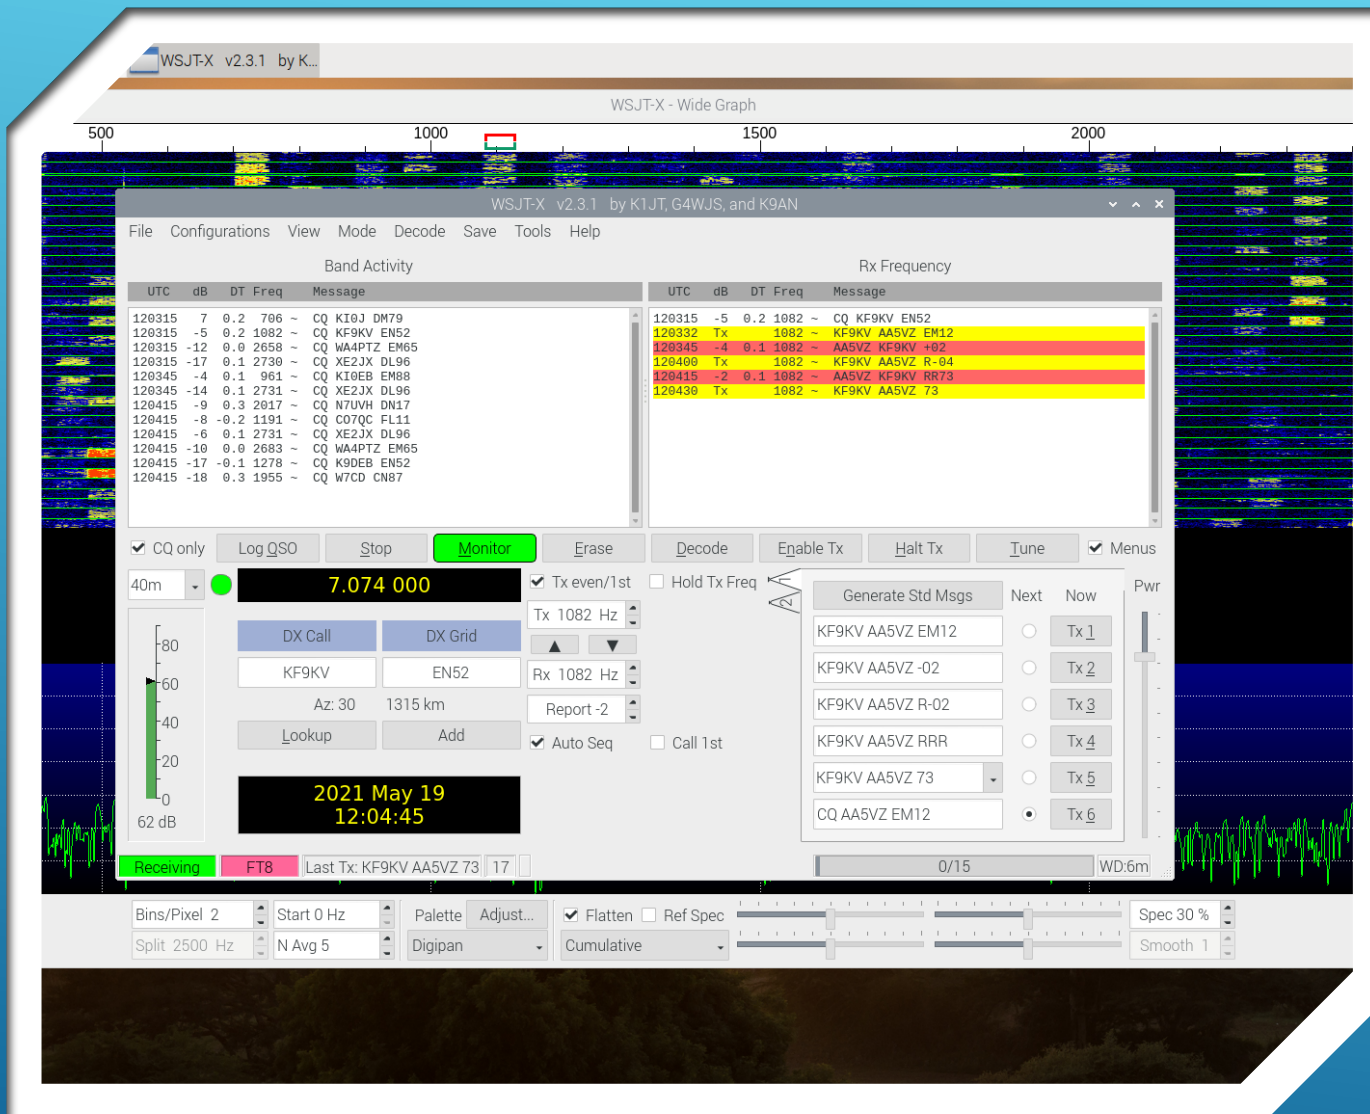 WSJT-X v2.3.1 by K...
WSJT-X - Wide Graph
500 1000 1500 2000
WSJT-X v2.3.1 by K1JT, G4WJS, and K9AN
File Configurations View Mode Decode Save Tools Help
Band Activity
UTC dB DT Freq Message
120315 7 0.2 706 ~ CQ KI0J DM79
120315 -5 0.2 1082 ~ CQ KF9KV EN52
120315 -12 0.0 2658 ~ CQ WA4PTZ EM65
120315 -17 0.1 2730 ~ CQ XE2JX DL96
120345 -4 0.1 961 ~ CQ KI0EB EM88
120345 -14 0.1 2731 ~ CQ XE2JX DL96
120415 -9 0.3 2017 ~ CQ N7UVH DN17
120415 -8 -0.2 1191 ~ CQ CO7QC FL11
120415 -6 0.1 2731 ~ CQ XE2JX DL96
120415 -10 0.0 2683 ~ CQ WA4PTZ EM65
120415 -17 -0.1 1278 ~ CQ K9DEB EN52
120415 -18 0.3 1955 ~ CQ W7CD CN87
Rx Frequency
UTC dB DT Freq Message
120315 -5 0.2 1082 ~ CQ KF9KV EN52
120332 Tx 1082 ~ KF9KV AA5VZ EM12
120345 -4 0.1 1082 ~ AA5VZ KF9KV +02
120400 Tx 1082 ~ KF9KV AA5VZ R-04
120415 -2 0.1 1082 ~ AA5VZ KF9KV RR73
120430 Tx 1082 ~ KF9KV AA5VZ 73
CQ only Log QSO Stop Monitor Erase Decode Enable Tx Halt Tx Tune Menus
40m 7.074 000
80
60
40
20
0
62 dB
DX Call DX Grid
KF9KV EN52
Az: 30 1315 km
Lookup Add
2021 May 19
12:04:45
Tx even/1st Hold Tx Freq
Tx 1082 Hz
▲ ▼
Rx 1082 Hz
Report -2
Auto Seq Call 1st
1
2
Generate Std Msgs Next Now Pwr
KF9KV AA5VZ EM12 Tx 1
KF9KV AA5VZ -02 Tx 2
KF9KV AA5VZ R-02 Tx 3
KF9KV AA5VZ RRR Tx 4
KF9KV AA5VZ 73 Tx 5
CQ AA5VZ EM12 Tx 6
Receiving FT8 Last Tx: KF9KV AA5VZ 73 17 0/15 WD:6m
Bins/Pixel 2 Start 0 Hz Palette Adjust... Flatten Ref Spec Spec 30 %
Split 2500 Hz N Avg 5 Digipan Cumulative Smooth 1